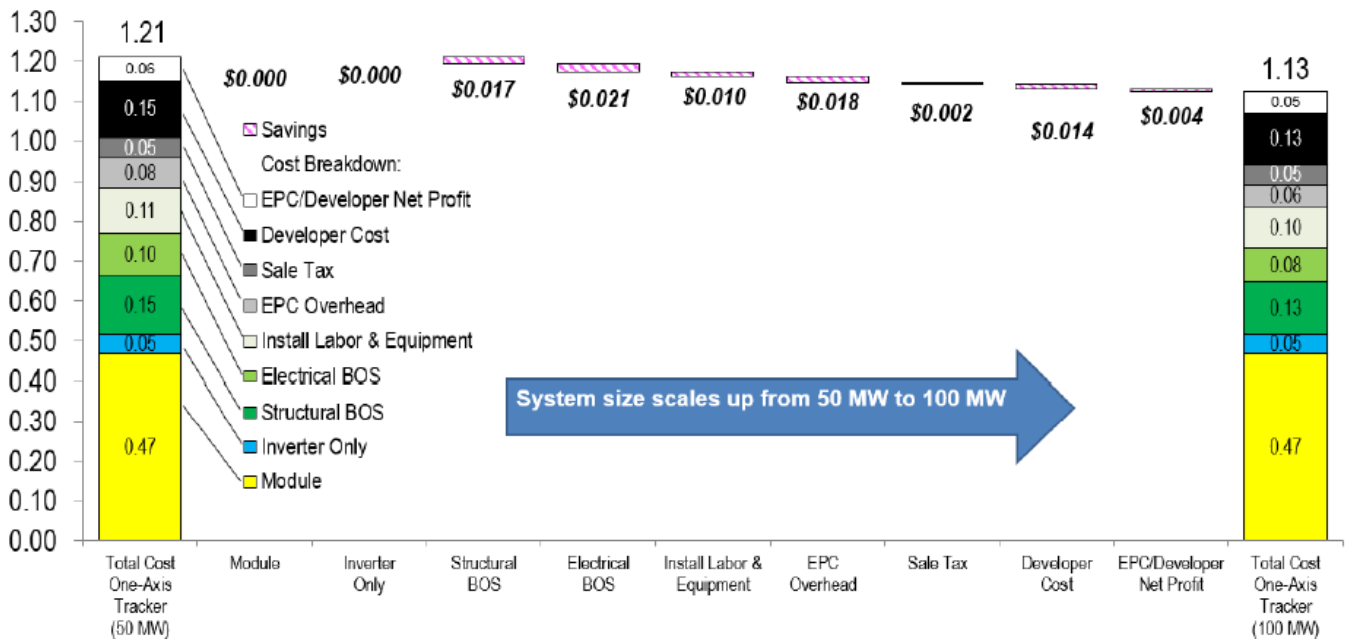 1.30
1.20
1.10
1.00
0.90
0.80
0.70
0.60
0.50
0.40
0.30
0.20
0.10
0.00
1.21
0.06
0.15
0.05
0.08
0.11
0.10
0.15
0.05
0.47
$0.000
$0.000
$0.017
$0.021
$0.010
$0.018
$0.002
$0.014
$0.004
Savings
Cost Breakdown:
EPC/Developer Net Profit
Developer Cost
Sale Tax
EPC Overhead
Install Labor & Equipment
Electrical BOS
Structural BOS
Inverter Only
Module
System size scales up from 50 MW to 100 MW
1.13
0.05
0.13
0.05
0.06
0.10
0.08
0.13
0.05
0.47
Total Cost
One-Axis
Tracker
(50 MW)
Module
Inverter
Only
Structural
BOS
Electrical
BOS
Install Labor &
Equipment
EPC
Overhead
Sale Tax
Developer
Cost
EPC/Developer
Net Profit
Total Cost
One-Axis
Tracker
(100 MW)